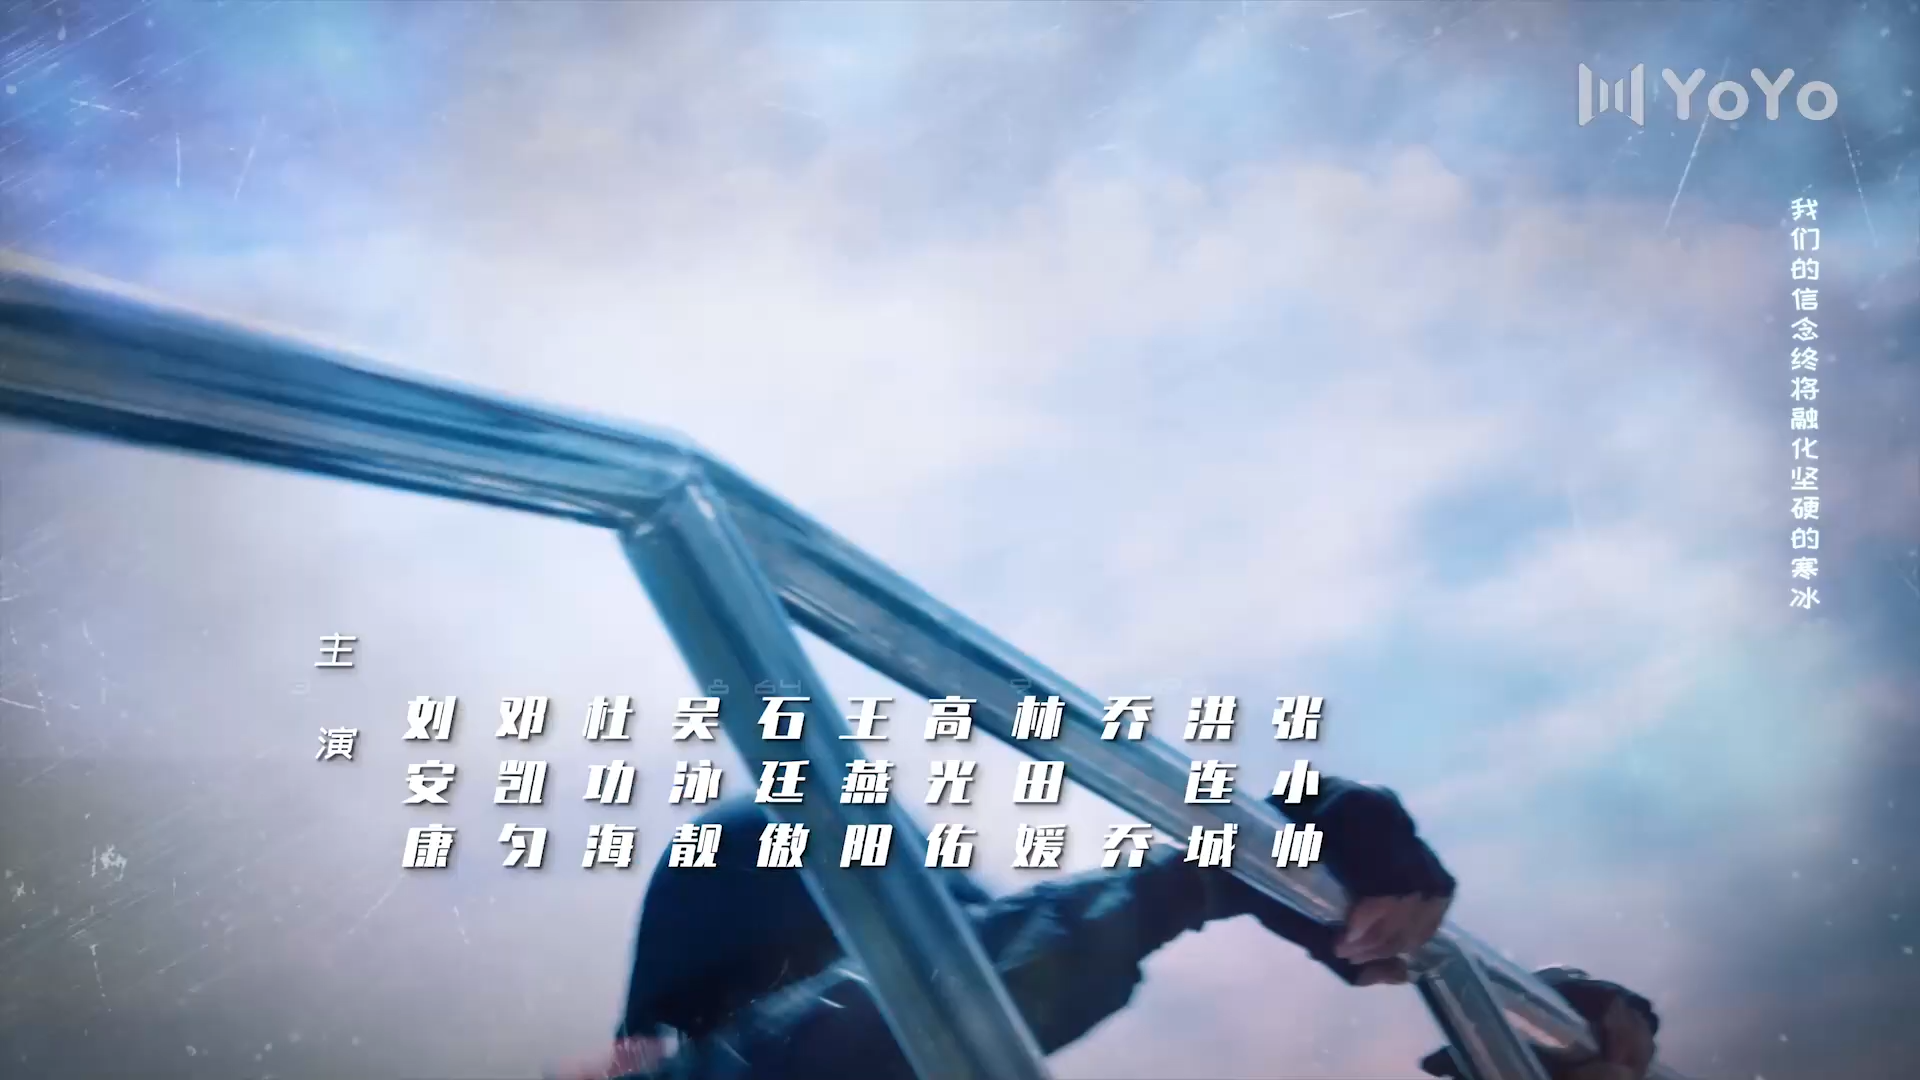 YoYo
我们的信念终将融化坚硬的寒冰
主演
刘安康
邓凯匀
杜功海
吴泳靓
石廷傲
王燕阳
高光佑
林田媛
乔乔
洪连城
张小帅